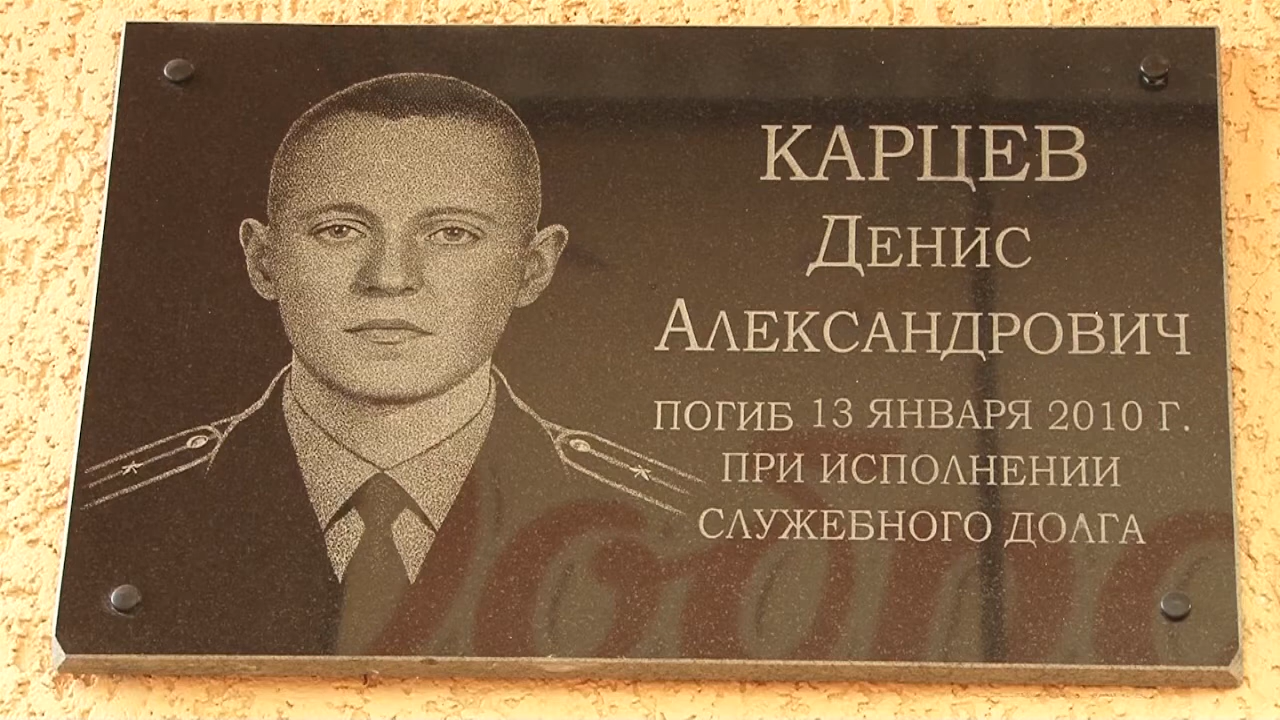 КАРЦЕВ
Денис
Александрович
ПОГИБ 13 ЯНВАРЯ 2010 Г.
ПРИ ИСПОЛНЕНИИ
СЛУЖЕБНОГО ДОЛГА